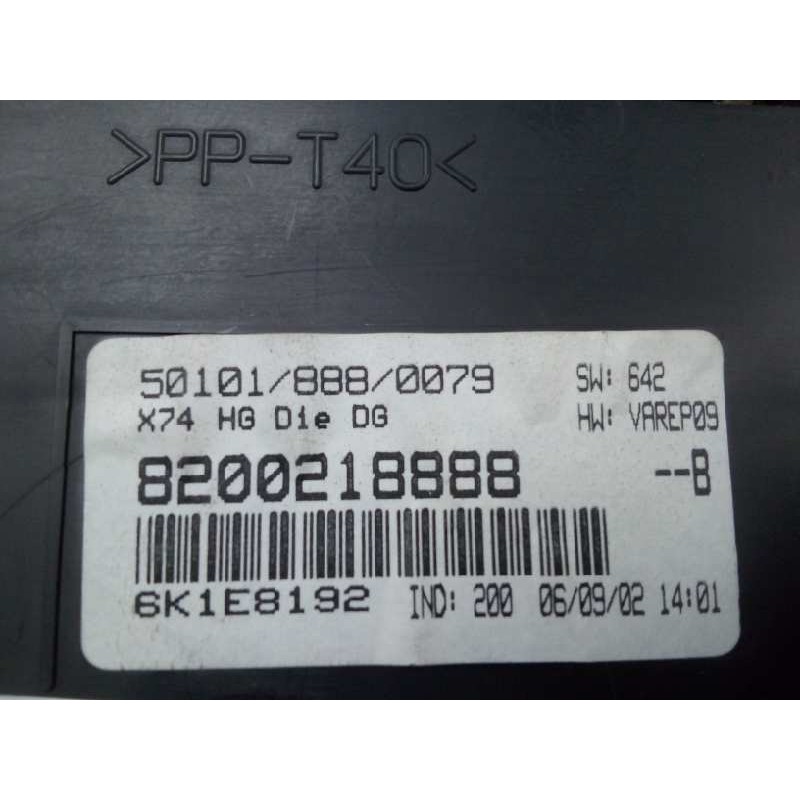 >PP-T40<
50101/888/0079 SW: 642
X74 HG Die DG HW: VAREP09
8200218888 --B
6K1E8192 IND: 200 06/09/02 14:01